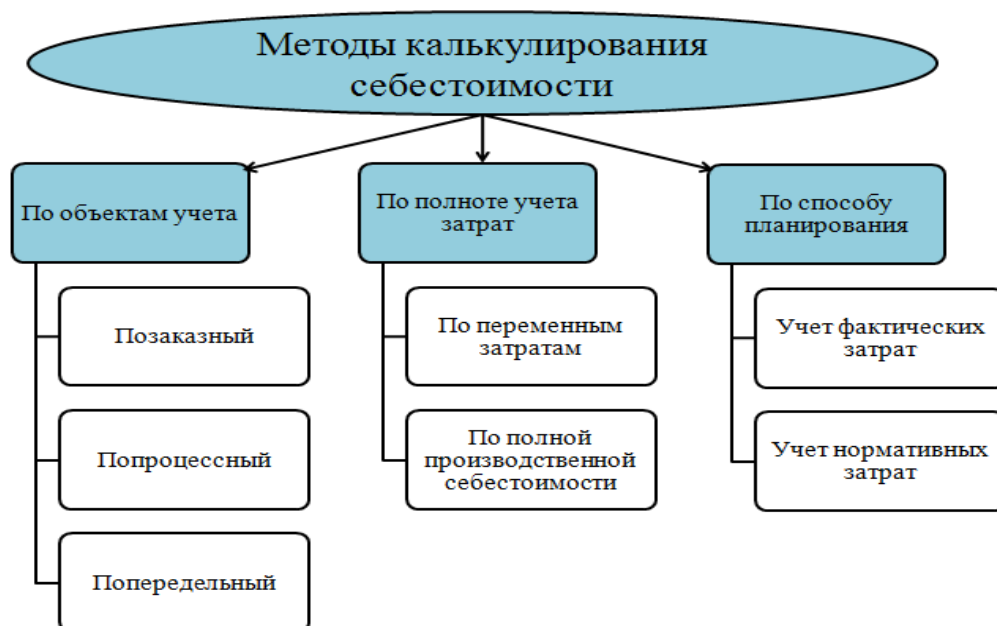 Методы калькулирования
себестоимости
По объектам учета
Позаказный
Попроцессный
Попередельный
По полноте учета
затрат
По переменным
затратам
По полной
производственной
себестоимости
По способу
планирования
Учет фактических
затрат
Учет нормативных
затрат